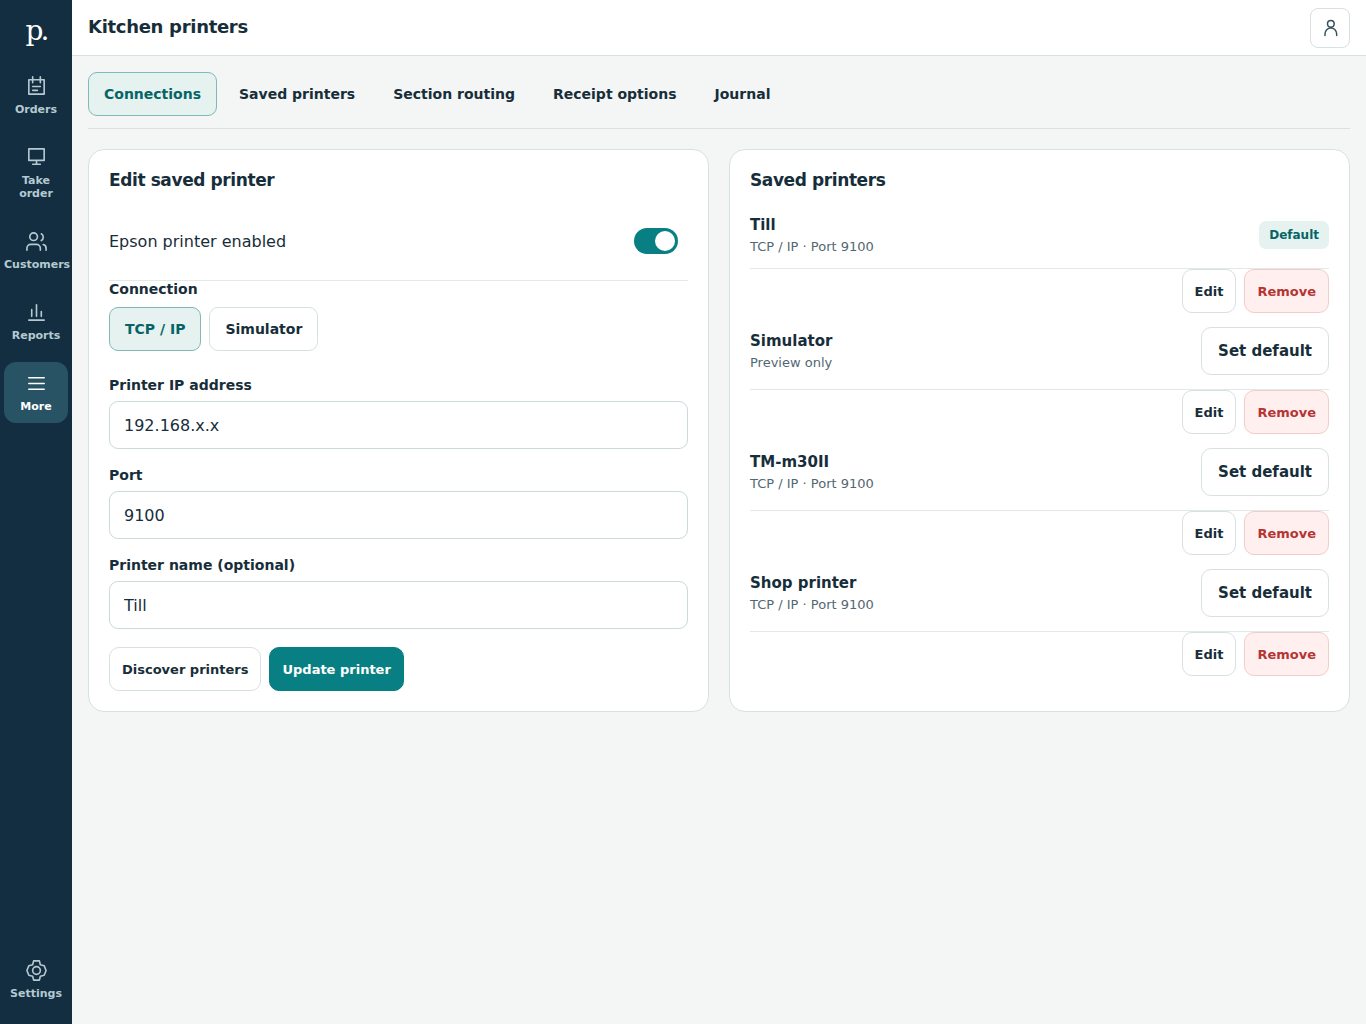 p.
Orders
Take
order
Customers
Reports
More
Settings
Kitchen printers
Connections
Saved printers
Section routing
Receipt options
Journal
Edit saved printer
Epson printer enabled
Connection
TCP / IP
Simulator
Printer IP address
192.168.x.x
Port
9100
Printer name (optional)
Till
Discover printers
Update printer
Saved printers
Till
TCP / IP · Port 9100
Default
Edit
Remove
Simulator
Preview only
Set default
Edit
Remove
TM-m30II
TCP / IP · Port 9100
Set default
Edit
Remove
Shop printer
TCP / IP · Port 9100
Set default
Edit
Remove